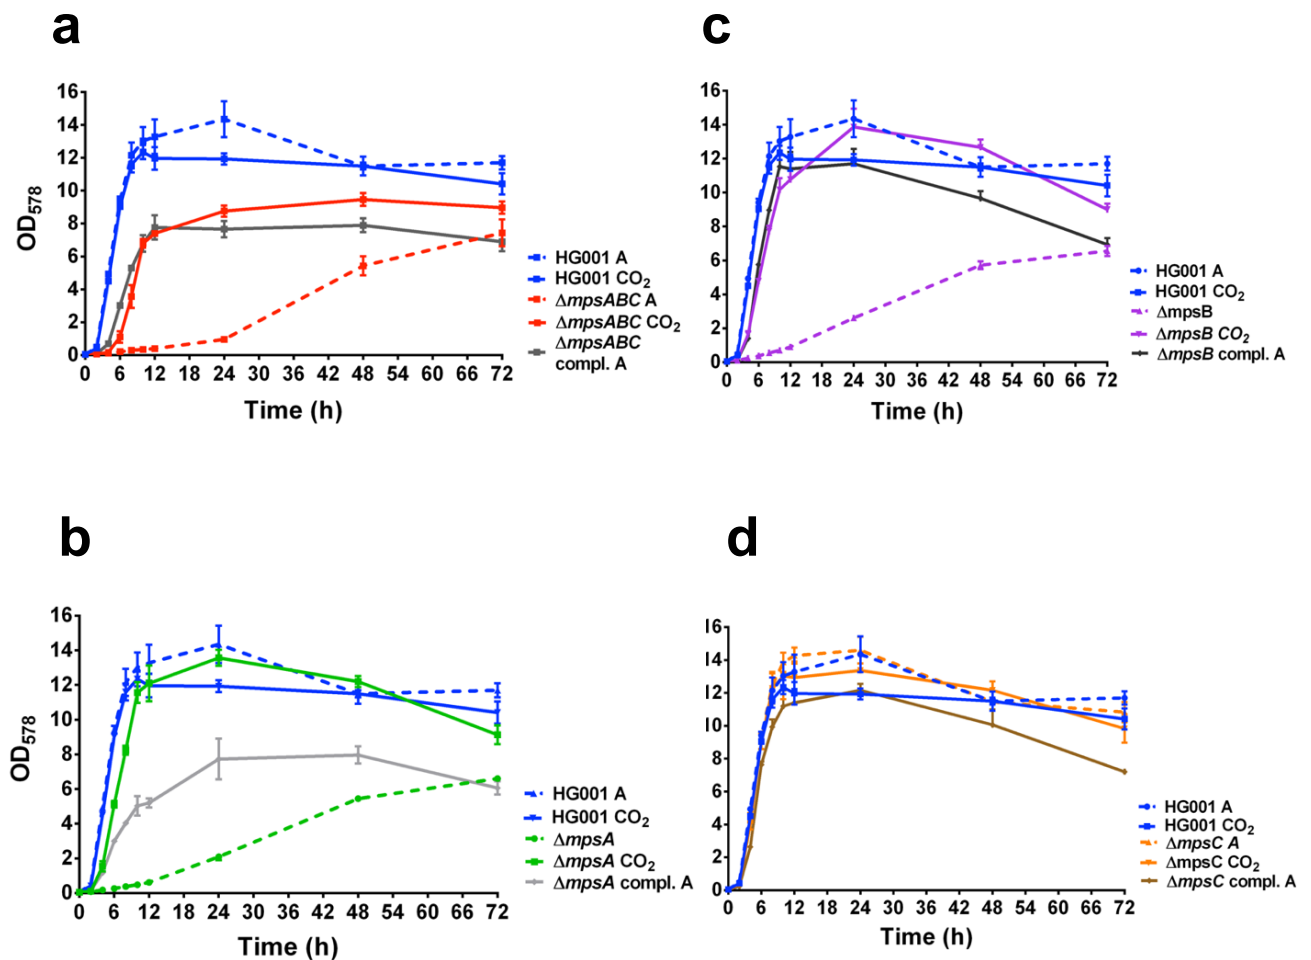 a
16
14
12
10
8
6
4
2
0
OD578
0 6 12 18 24 30 36 42 48 54 60 66 72
Time (h)
HG001 A
HG001 CO2
ΔmpsABC A
ΔmpsABC CO2
ΔmpsABC
compl. A
c
16
14
12
10
8
6
4
2
0
0 6 12 18 24 30 36 42 48 54 60 66 72
Time (h)
HG001 A
HG001 CO2
ΔmpsB
ΔmpsB CO2
ΔmpsB compl. A
b
16
14
12
10
8
6
4
2
0
OD578
0 6 12 18 24 30 36 42 48 54 60 66 72
Time (h)
HG001 A
HG001 CO2
ΔmpsA
ΔmpsA CO2
ΔmpsA compl. A
d
16
14
12
10
8
6
4
2
0
0 6 12 18 24 30 36 42 48 54 60 66 72
Time (h)
HG001 A
HG001 CO2
ΔmpsC A
ΔmpsC CO2
ΔmpsC compl. A